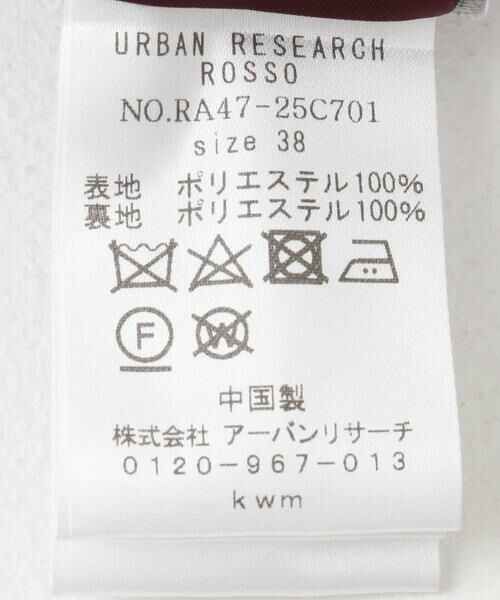 URBAN RESEARCH
ROSSO
NO.RA47-25C701
size 38
表地 ポリエステル100%
裏地 ポリエステル100%
F W
中国製
株式会社 アーバンリサーチ
0120-967-013
kwm